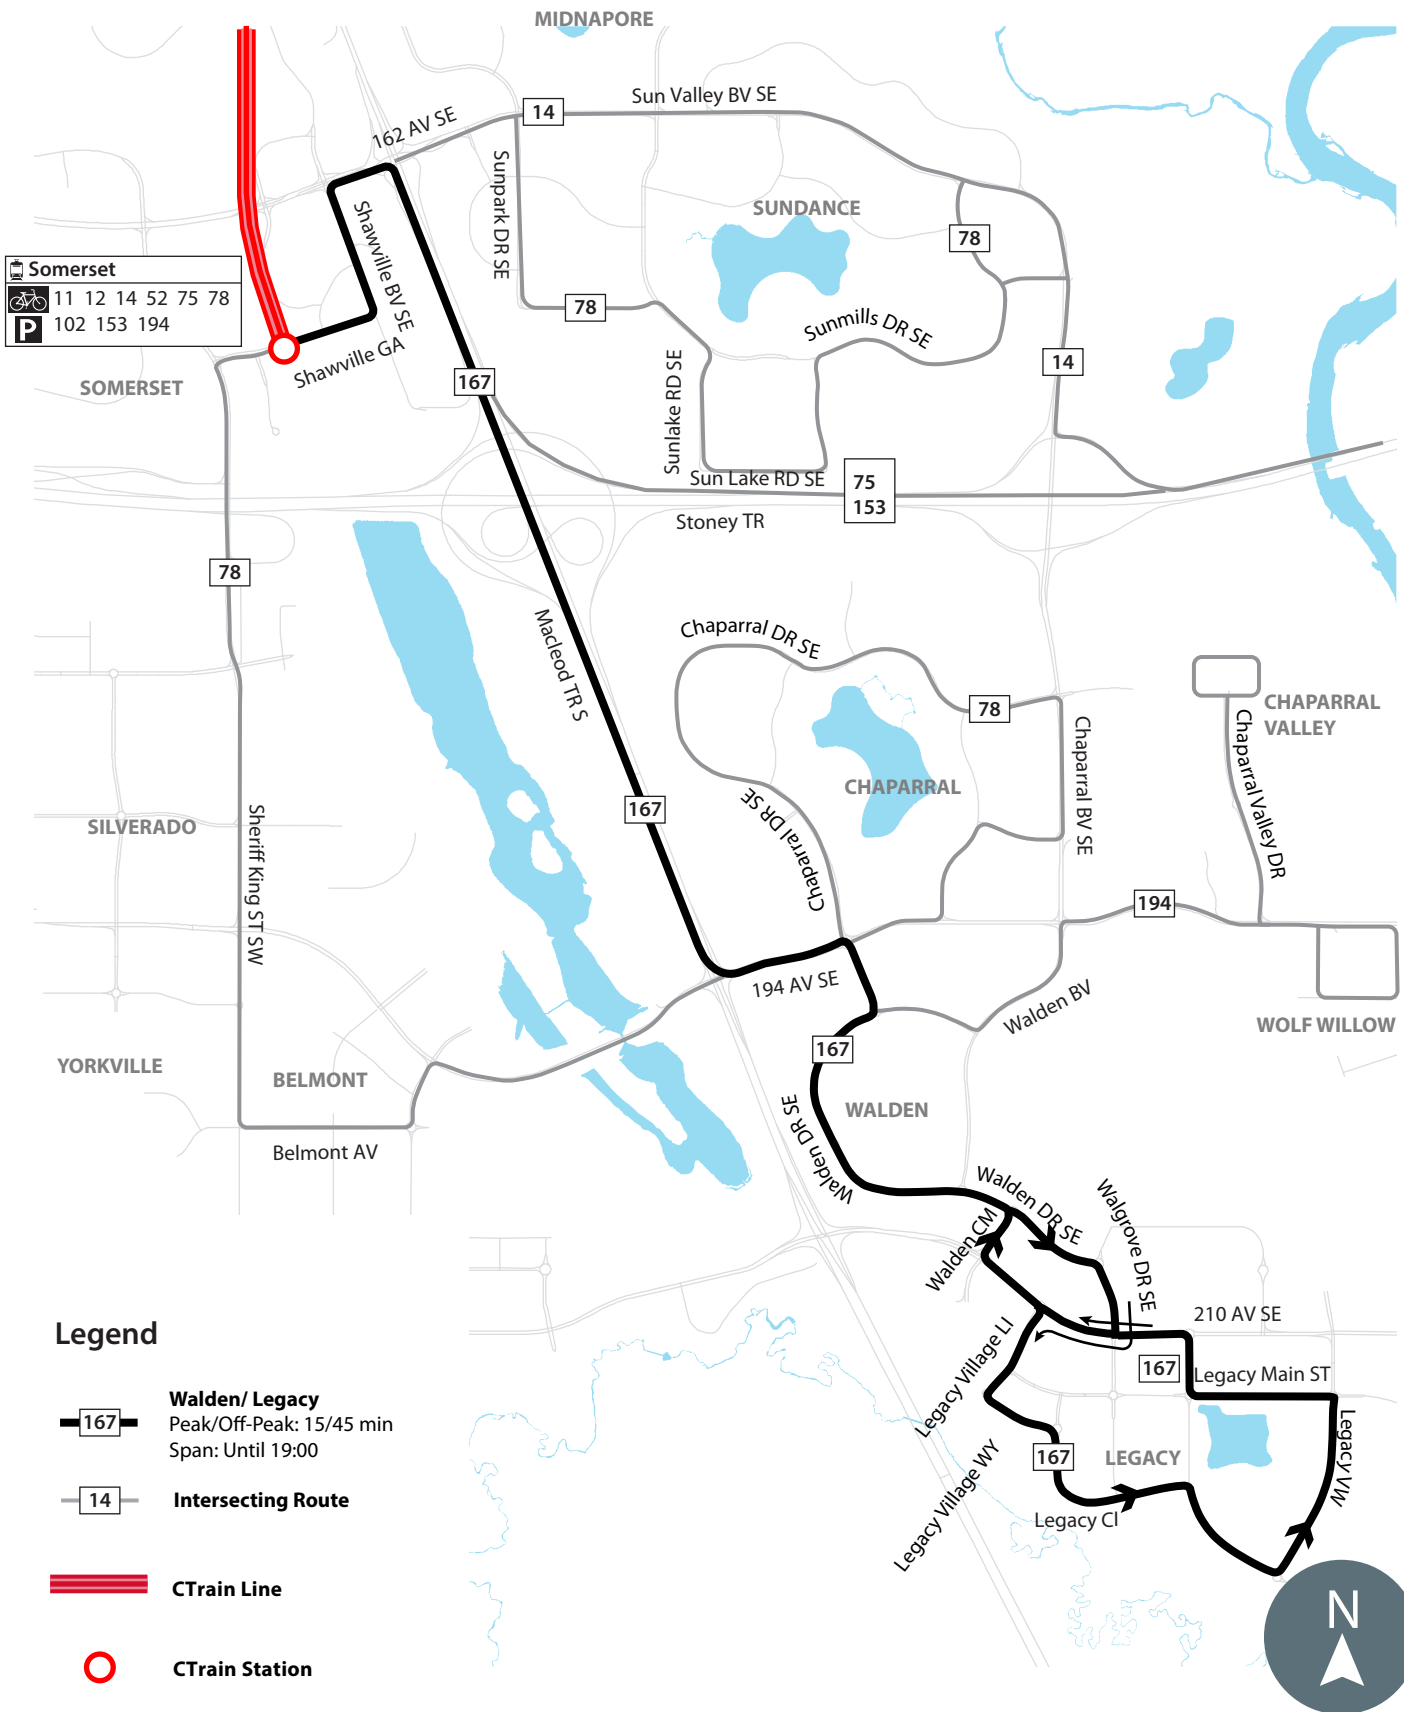 MIDNAPORE
Sun Valley BV SE
14
162 AV SE
Sunpark DR SE
SUNDANCE
Shawville BV SE
78
Somerset
11 12 14 52 75 78
P
102 153 194
78
Sunmills DR SE
Shawville GA
14
SOMERSET
167
Sunlake RD SE
Sun Lake RD SE
75
153
Stoney TR
78
Macleod TR S
Chaparral DR SE
CHAPARRAL
VALLEY
78
Chaparral BV SE
Chaparral Valley DR
CHAPARRAL
167
Chaparral DR SE
SILVERADO
Sheriff King ST SW
194
194 AV SE
Walden BV
WOLF WILLOW
167
YORKVILLE
BELMONT
WALDEN
Walden DR SE
Belmont AV
Walden DR SE
Walgrove DR SE
Walden CM
210 AV SE
Legacy Village LI
167
Legacy Main ST
Legacy VW
167
LEGACY
Legacy Village WY
Legacy CI
Legend
167
Walden/ Legacy
Peak/Off-Peak: 15/45 min
Span: Until 19:00
14
Intersecting Route
CTrain Line
CTrain Station
N